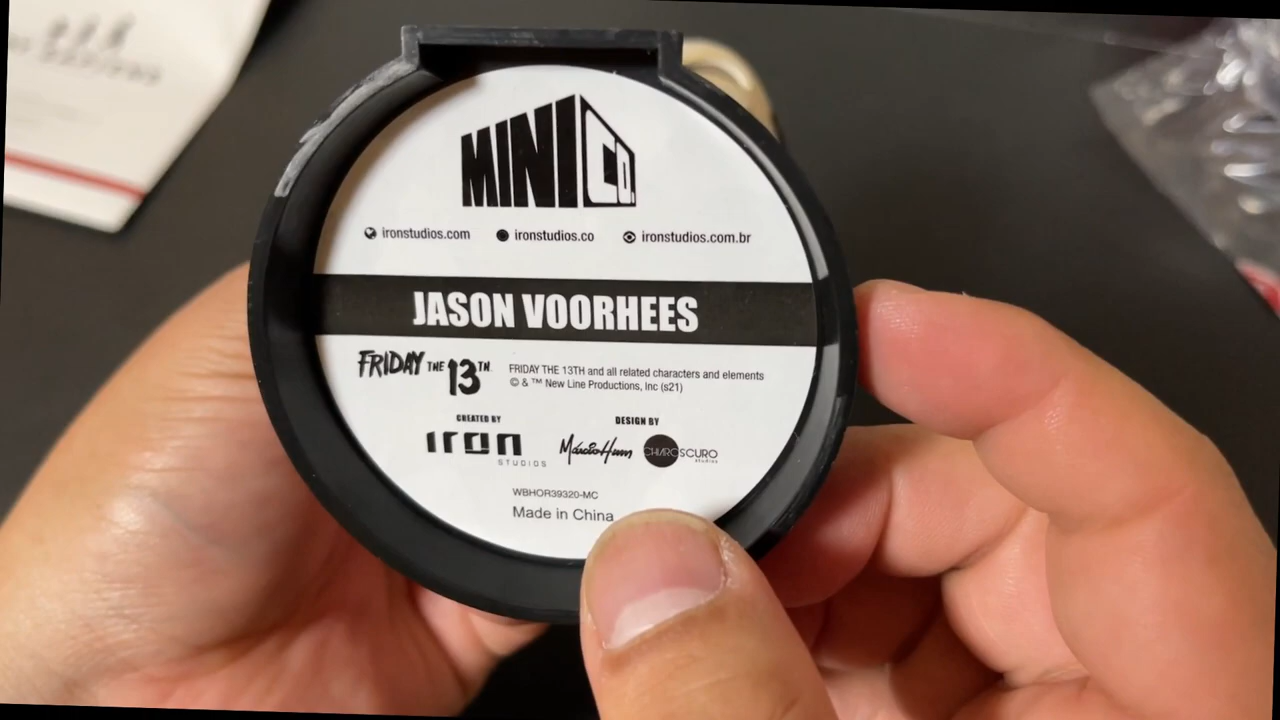 MINICO.
ironstudios.com ironstudios.co ironstudios.com.br
JASON VOORHEES
FRIDAY THE 13TH
FRIDAY THE 13TH and all related characters and elements
© & ™ New Line Productions, Inc (s21)
CREATED BY
IRON
STUDIOS
DESIGN BY
CHIAROSCURO
studios
WBHOR39320-MC
Made in China